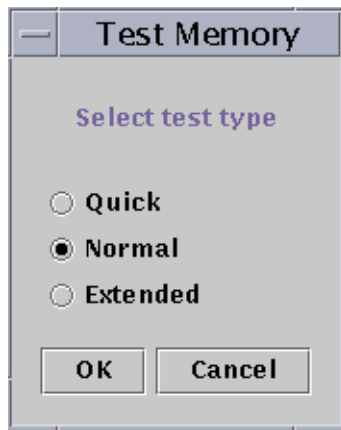 Test Memory
Select test type
Quick
Normal
Extended
OK Cancel